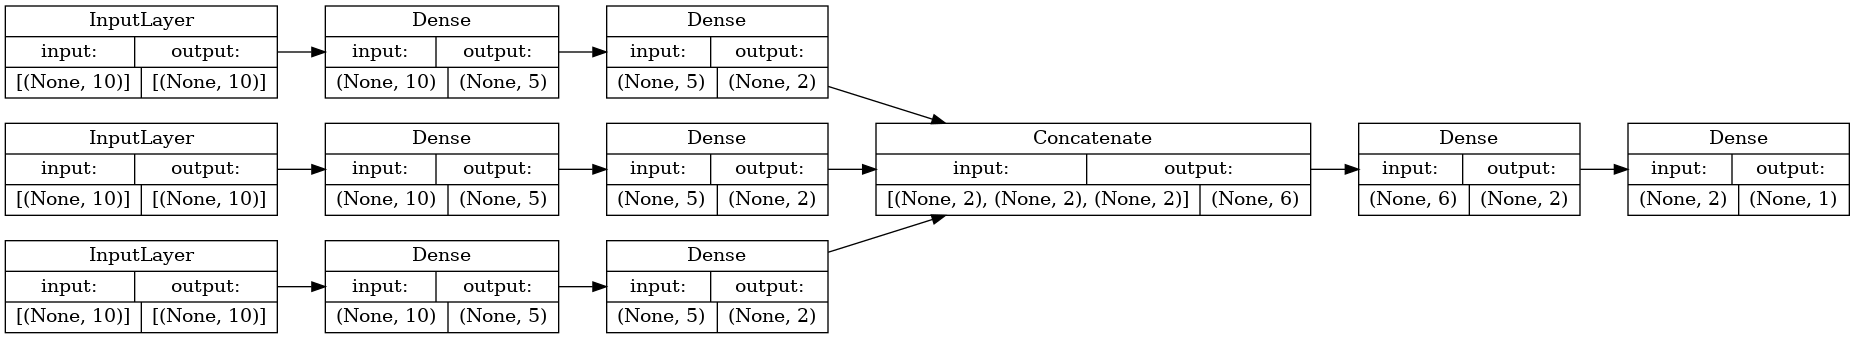 InputLayer
input: output:
[(None, 10)] [(None, 10)]
Dense
input: output:
(None, 10) (None, 5)
Dense
input: output:
(None, 5) (None, 2)
InputLayer
input: output:
[(None, 10)] [(None, 10)]
Dense
input: output:
(None, 10) (None, 5)
Dense
input: output:
(None, 5) (None, 2)
InputLayer
input: output:
[(None, 10)] [(None, 10)]
Dense
input: output:
(None, 10) (None, 5)
Dense
input: output:
(None, 5) (None, 2)
Concatenate
input: output:
[(None, 2), (None, 2), (None, 2)] (None, 6)
Dense
input: output:
(None, 6) (None, 2)
Dense
input: output:
(None, 2) (None, 1)